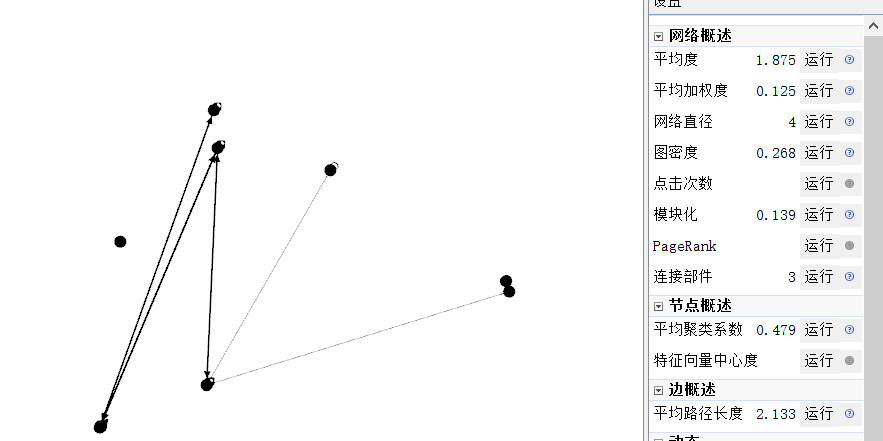 设置
网络概述
平均度 1.875 运行
平均加权度 0.125 运行
网络直径 4 运行
图密度 0.268 运行
点击次数 运行
模块化 0.139 运行
PageRank 运行
连接部件 3 运行
节点概述
平均聚类系数 0.479 运行
特征向量中心度 运行
边概述
平均路径长度 2.133 运行
动态